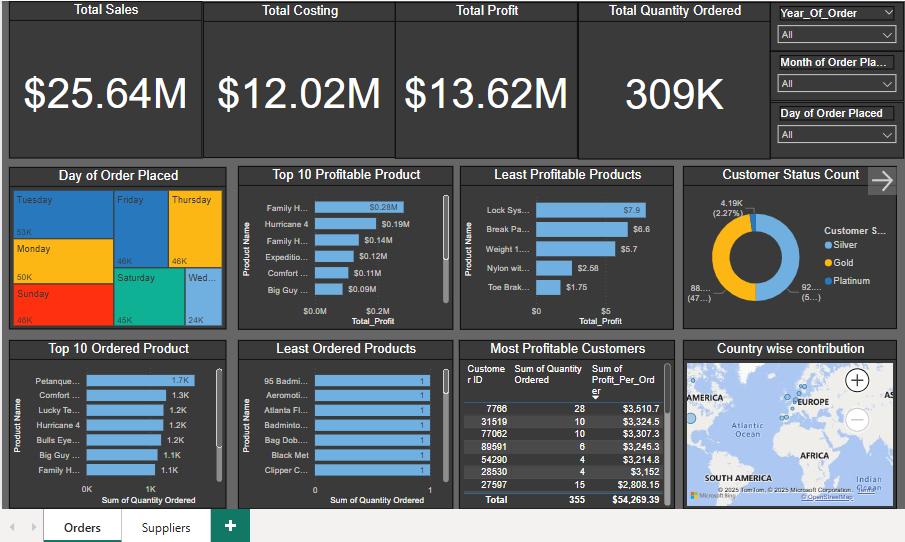 Total Sales
$25.64M
Total Costing
$12.02M
Total Profit
$13.62M
Total Quantity Ordered
309K
Year_Of_Order
All
Month of Order Pla...
All
Day of Order Placed
All
Day of Order Placed
Tuesday
53K
Monday
50K
Sunday
46K
Friday
46K
Thursday
46K
Saturday
45K
Wed...
24K
Top 10 Profitable Product
Product Name
Family H...
$0.28M
Hurricane 4
$0.19M
Family H...
$0.14M
Expeditio...
$0.12M
Comfort ...
$0.11M
Big Guy ...
$0.09M
$0.0M
$0.2M
Total_Profit
Least Profitable Products
Product Name
Lock Sys...
$7.9
Break Pa...
$6.6
Weight 1....
$5.7
Nylon wit...
$2.58
Toe Brak...
$1.75
$0
$5
Total_Profit
Customer Status Count
4.19K
(2.27%)
88....
(47...)
92....
(5...)
Customer S...
Silver
Gold
Platinum
Top 10 Ordered Product
Product Name
Petanque...
1.7K
Comfort ...
1.3K
Lucky Te...
1.2K
Hurricane 4
1.2K
Bulls Eye...
1.2K
Big Guy ...
1.1K
Family H...
1.1K
0K
1K
Sum of Quantity Ordered
Least Ordered Products
Product Name
95 Badmi...
1
Aeromoti...
1
Atlanta Fl...
1
Badminto...
1
Bag Dob...
1
Black Met
1
Clipper C...
1
0
1
Sum of Quantity Ordered
Most Profitable Customers
Custome
r ID
Sum of Quantity
Ordered
Sum of
Profit_Per_Ord
er
7766 28 $3,510.7
31519 10 $3,324.5
77062 10 $3,307.3
89591 6 $3,245.3
54290 4 $3,214.8
28530 4 $3,152
27597 15 $2,808.15
Total 355 $54,269.39
Country wise contribution
AMERICA
EUROPE
AS
Atlantic
Ocean
AFRICA
SOUTH AMERICA
Indian
Ocean
Microsoft Bing
© 2025 TomTom, © 2025 Microsoft Corporation, Terms
© OpenStreetMap
Orders
Suppliers
+